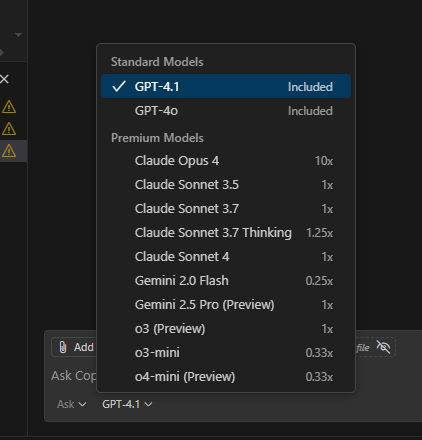 Standard Models
GPT-4.1 Included
GPT-4o Included
Premium Models
Claude Opus 4 10x
Claude Sonnet 3.5 1x
Claude Sonnet 3.7 1x
Claude Sonnet 3.7 Thinking 1.25x
Claude Sonnet 4 1x
Gemini 2.0 Flash 0.25x
Gemini 2.5 Pro (Preview) 1x
o3 (Preview) 1x
o3-mini 0.33x
o4-mini (Preview) 0.33x
Add file
Ask Cop
Ask GPT-4.1